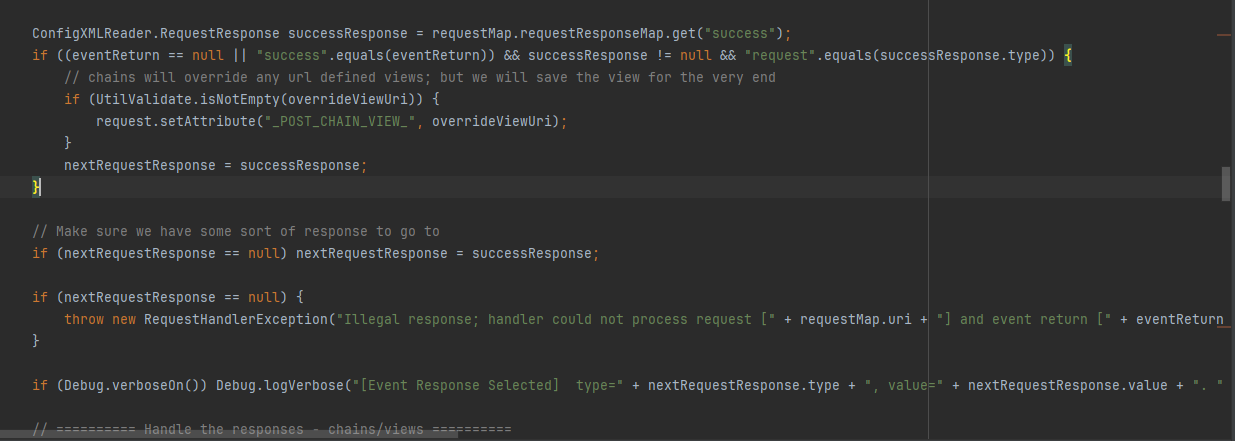 ConfigXMLReader.RequestResponse successResponse = requestMap.requestResponseMap.get("success");
if ((eventReturn == null || "success".equals(eventReturn)) && successResponse != null && "request".equals(successResponse.type)) {
    // chains will override any url defined views; but we will save the view for the very end
    if (UtilValidate.isNotEmpty(overrideViewUri)) {
        request.setAttribute("_POST_CHAIN_VIEW_", overrideViewUri);
    }
    nextRequestResponse = successResponse;
}
// Make sure we have some sort of response to go to
if (nextRequestResponse == null) nextRequestResponse = successResponse;
if (nextRequestResponse == null) {
    throw new RequestHandlerException("Illegal response; handler could not process request [" + requestMap.uri + "] and event return [" + eventReturn
}
if (Debug.verboseOn()) Debug.logVerbose("[Event Response Selected]  type=" + nextRequestResponse.type + ", value=" + nextRequestResponse.value + ". "
// ========== Handle the responses - chains/views ==========